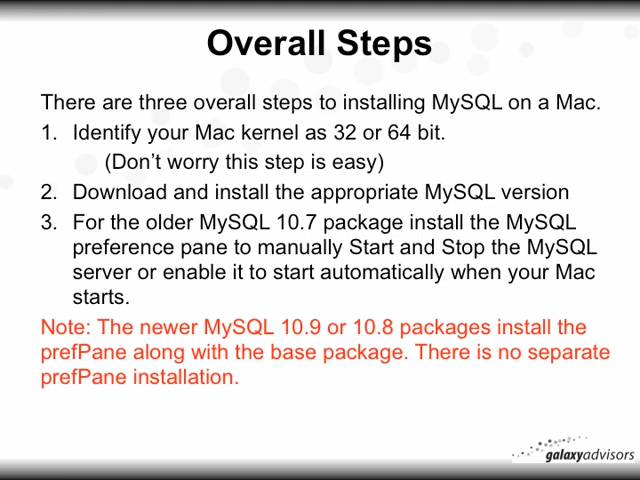 Overall Steps
There are three overall steps to installing MySQL on a Mac.
1. Identify your Mac kernel as 32 or 64 bit.
(Don't worry this step is easy)
2. Download and install the appropriate MySQL version
3. For the older MySQL 10.7 package install the MySQL
preference pane to manually Start and Stop the MySQL
server or enable it to start automatically when your Mac
starts.
Note: The newer MySQL 10.9 or 10.8 packages install the
prefPane along with the base package. There is no separate
prefPane installation.
galaxyadvisors